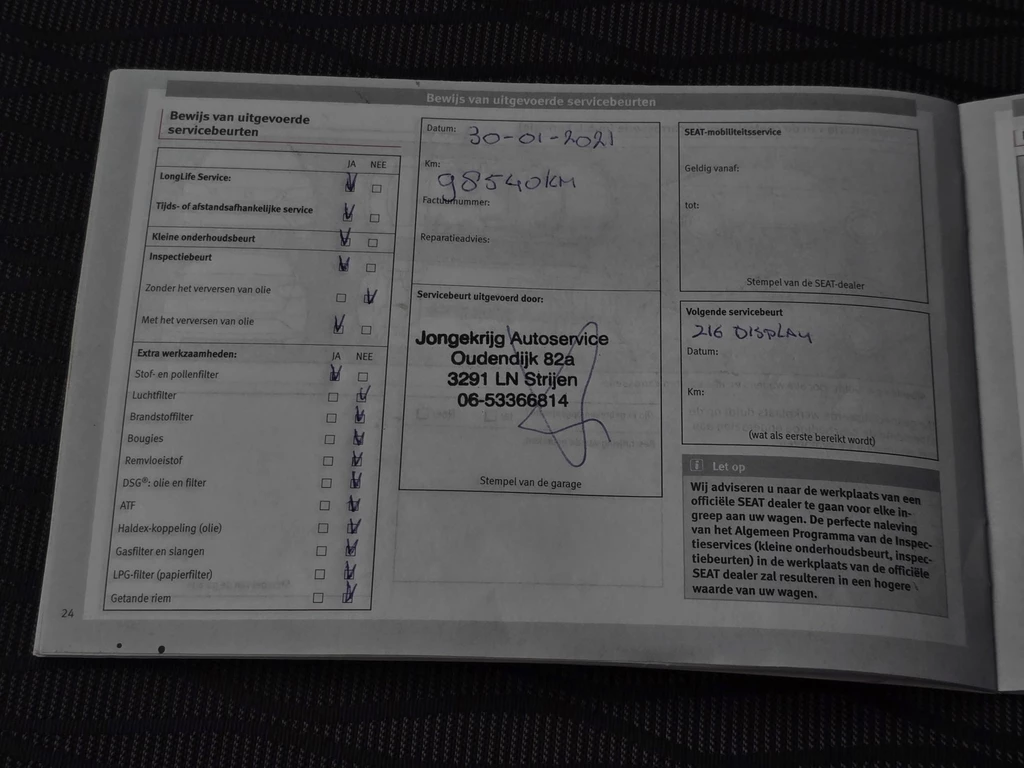 Bewijs van uitgevoerde servicebeurten
Bewijs van uitgevoerde
servicebeurten
JA NEE
LongLife Service:
Tijds- of afstandsafhankelijke service
Kleine onderhoudsbeurt
Inspectiebeurt
Zonder het verversen van olie
Met het verversen van olie
Extra werkzaamheden: JA NEE
Stof- en pollenfilter
Luchtfilter
Brandstoffilter
Bougies
Remvloeistof
DSG®: olie en filter
ATF
Haldex-koppeling (olie)
Gasfilter en slangen
LPG-filter (papierfilter)
Getande riem
24
Datum: 30-01-2021
Km:
98540KM
Factuurnummer:
Reparatieadvies:
Servicebeurt uitgevoerd door:
Jongekrijg Autoservice
Oudendijk 82a
3291 LN Strijen
06-53366814
Stempel van de garage
SEAT-mobiliteitsservice
Geldig vanaf:
tot:
Stempel van de SEAT-dealer
Volgende servicebeurt
DISPLAY
Datum:
Km:
(wat als eerste bereikt wordt)
i Let op
Wij adviseren u naar de werkplaats van een
officiële SEAT dealer te gaan voor elke in-
greep aan uw wagen. De perfecte naleving
van het Algemeen Programma van de Inspec-
tieservices (kleine onderhoudsbeurt, inspec-
tiebeurten) in de werkplaats van de officiële
SEAT dealer zal resulteren in een hogere
waarde van uw wagen.